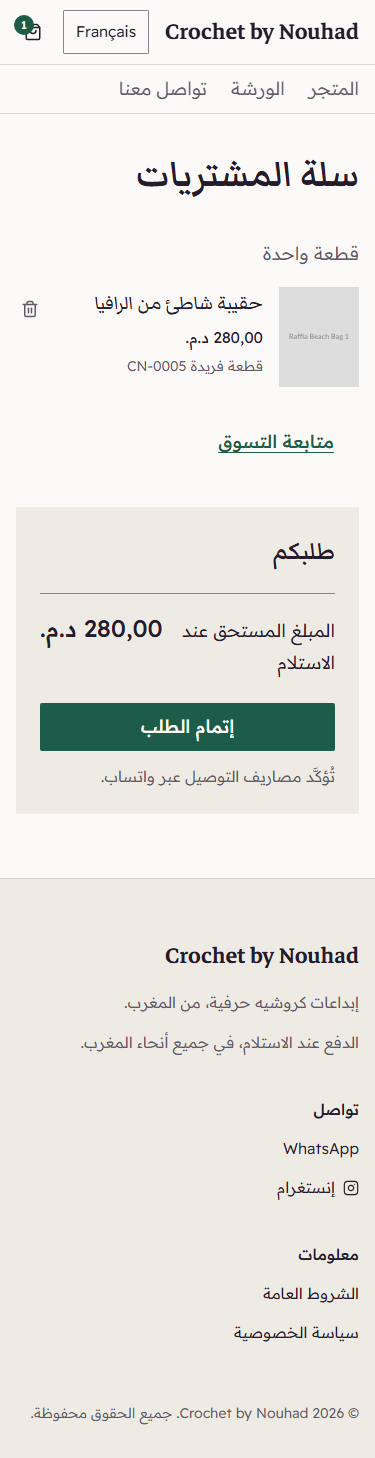 Crochet by Nouhad
Français
1
المتجر
الورشة
تواصل معنا
سلة المشتريات
قطعة واحدة
Raffia Beach Bag 1
حقيبة شاطئ من الرافيا
280,00 د.م.
قطعة فريدة CN-0005
متابعة التسوق
طلبكم
المبلغ المستحق عند
الاستلام
280,00 د.م.
إتمام الطلب
تُؤكَّد مصاريف التوصيل عبر واتساب.
Crochet by Nouhad
إبداعات كروشيه حرفية، من المغرب.
الدفع عند الاستلام، في جميع أنحاء المغرب.
تواصل
WhatsApp
إنستغرام
معلومات
الشروط العامة
سياسة الخصوصية
© 2026 Crochet by Nouhad. جميع الحقوق محفوظة.